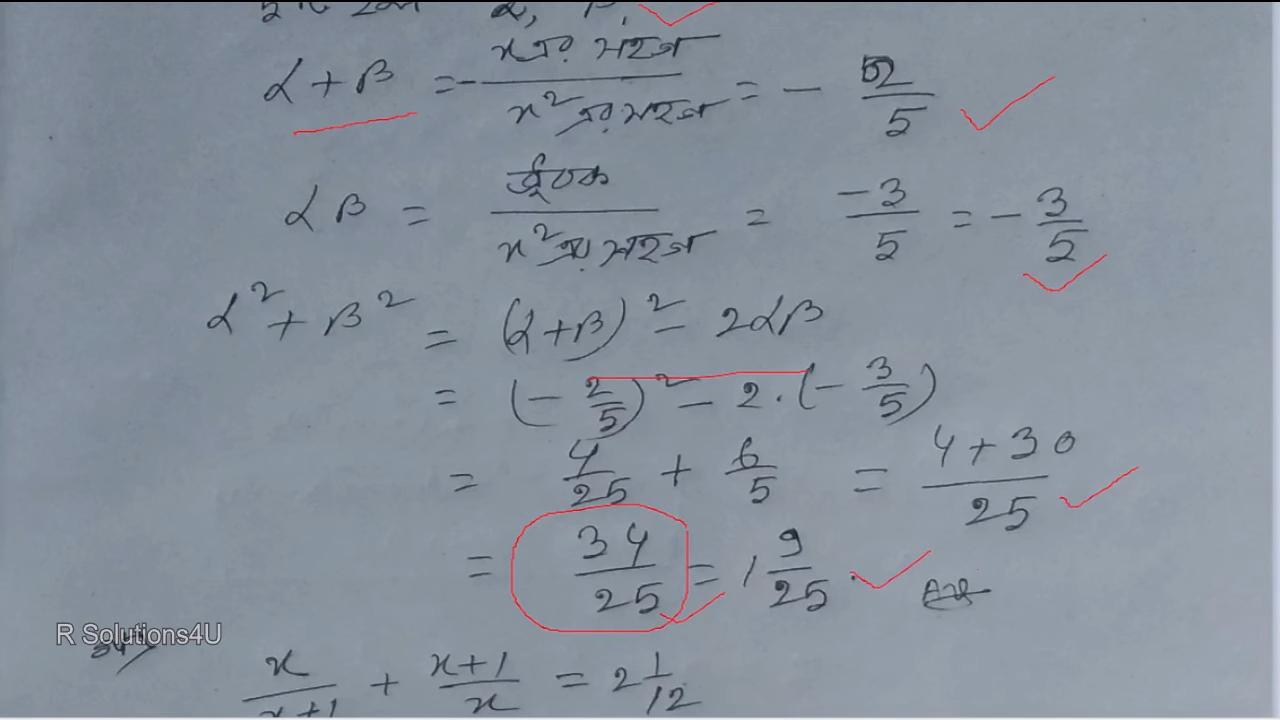 α, β,
α + β = - xএর সহগ / x² এর সহগ = - 2/5
αβ = ধ্রুবক / x² এর সহগ = -3/5 = - 3/5
α² + β² = (α+β)² - 2αβ
= (- 2/5)² - 2.(- 3/5)
= 4/25 + 6/5 = 4+30/25
= 34/25 = 1 9/25. Ans
R Solutions4U
x/x+1 + x+1/x = 2 1/12